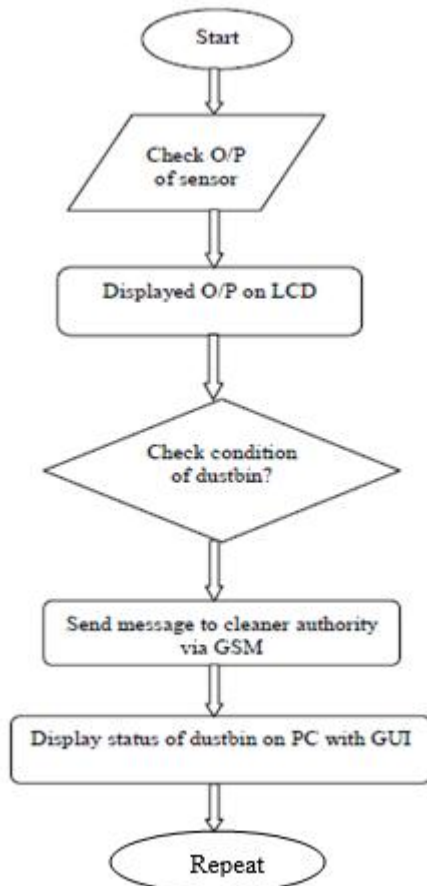 Start
Check O/P
of sensor
Displayed O/P on LCD
Check condition
of dustbin?
Send message to cleaner authority
via GSM
Display status of dustbin on PC with GUI
Repeat